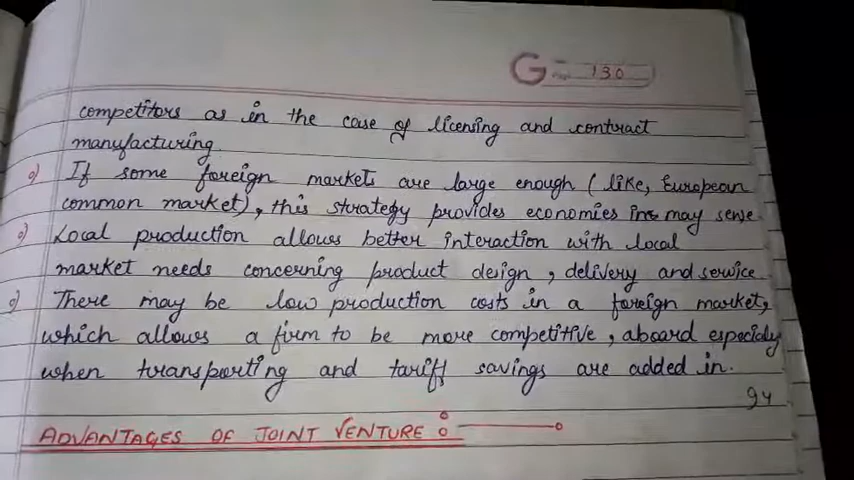 130
competitors as in the case of licensing and contract
manufacturing
If some foreign markets are large enough (like, European
common market), this strategy provides economies in may sense
Local production allows better interaction with local
market needs concerning product design, delivery and service
There may be low production costs in a foreign market,
which allows a firm to be more competitive, aboard especialy
when transporting and tariff savings are added in.
94
ADVANTAGES OF JOINT VENTURE :